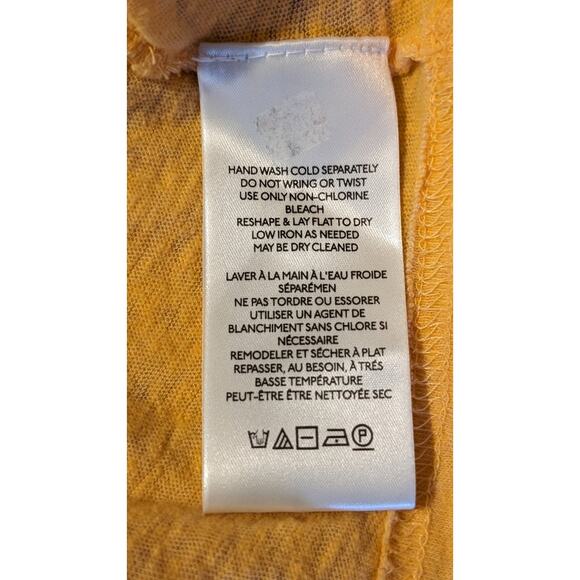 HAND WASH COLD SEPARATELY
DO NOT WRING OR TWIST
USE ONLY NON-CHLORINE
BLEACH
RESHAPE & LAY FLAT TO DRY
LOW IRON AS NEEDED
MAY BE DRY CLEANED
LAVER À LA MAIN À L'EAU FROIDE
SÉPARÉMEN
NE PAS TORDRE OU ESSORER
UTILISER UN AGENT DE
BLANCHIMENT SANS CHLORE SI
NÉCESSAIRE
REMODELER ET SÉCHER À PLAT
REPASSER, AU BESOIN, À TRÉS
BASSE TEMPÉRATURE
PEUT-ÊTRE ÊTRE NETTOYÉE SEC
P